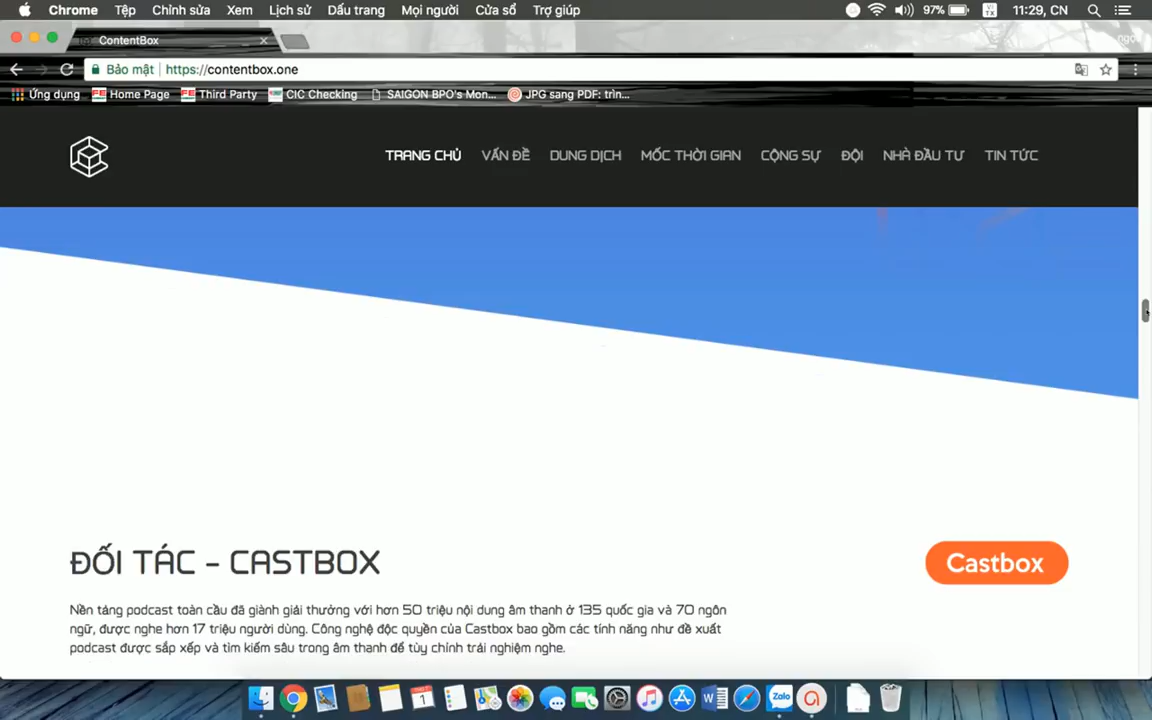 Chrome Tệp Chỉnh sửa Xem Lịch sử Dấu trang Mọi người Cửa sổ Trợ giúp 97% VI TX 11:29, CN
ContentBox
Bảo mật https://contentbox.one
Ứng dụng FE Home Page FE Third Party CIC Checking SAIGON BPO's Mon... JPG sang PDF: trìn...
TRANG CHỦ VẤN ĐỀ DUNG DỊCH MỐC THỜI GIAN CỘNG SỰ ĐỘI NHÀ ĐẦU TƯ TIN TỨC
ĐỐI TÁC - CASTBOX
Castbox
Nền tảng podcast toàn cầu đã giành giải thưởng với hơn 50 triệu nội dung âm thanh ở 135 quốc gia và 70 ngôn
ngữ, được nghe hơn 17 triệu người dùng. Công nghệ độc quyền của Castbox bao gồm các tính năng như đề xuất
podcast được sắp xếp và tìm kiếm sâu trong âm thanh để tùy chỉnh trải nghiệm nghe.
1
Zalo